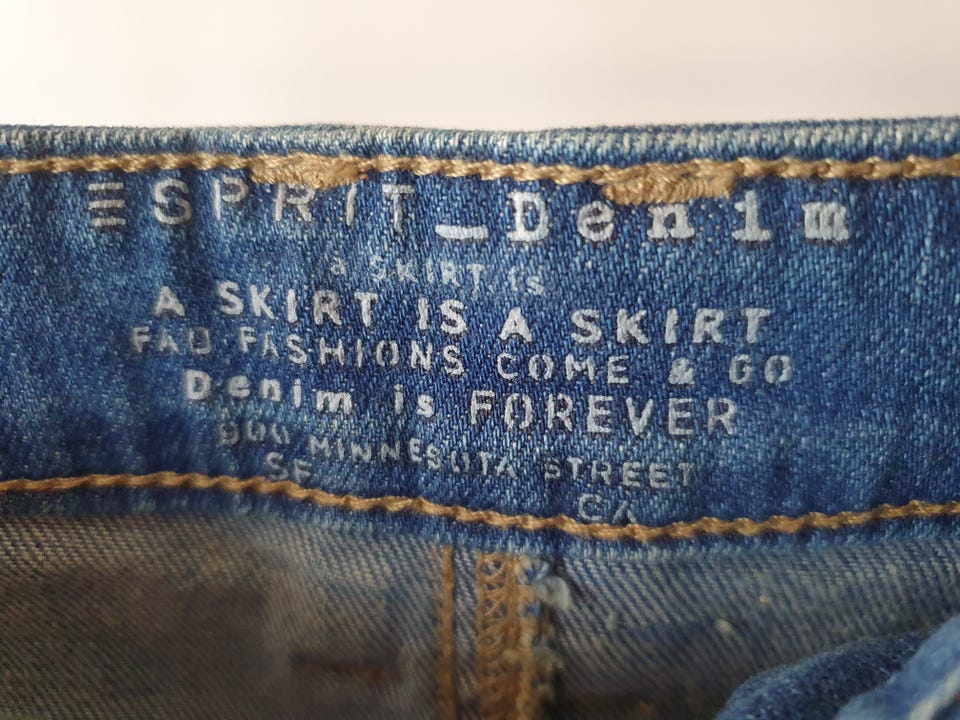 ESPRIT_Denim
a SKIRT is
A SKIRT IS A SKIRT
FAD FASHIONS COME & GO
Denim is FOREVER
900 MINNESOTA STREET
SF CA